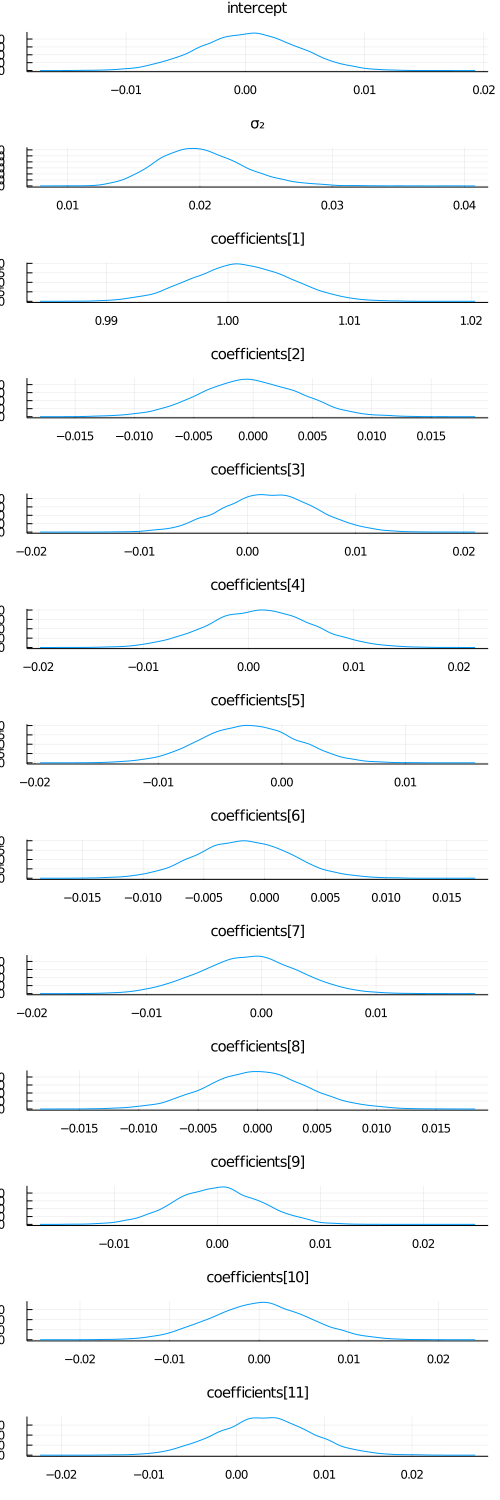 intercept
−0.01 0.00 0.01 0.02
σ₂
0.01 0.02 0.03 0.04
coefficients[1]
0.99 1.00 1.01 1.02
coefficients[2]
−0.015 −0.010 −0.005 0.000 0.005 0.010 0.015
coefficients[3]
−0.02 −0.01 0.00 0.01 0.02
coefficients[4]
−0.02 −0.01 0.00 0.01 0.02
coefficients[5]
−0.02 −0.01 0.00 0.01
coefficients[6]
−0.015 −0.010 −0.005 0.000 0.005 0.010 0.015
coefficients[7]
−0.02 −0.01 0.00 0.01
coefficients[8]
−0.015 −0.010 −0.005 0.000 0.005 0.010 0.015
coefficients[9]
−0.01 0.00 0.01 0.02
coefficients[10]
−0.02 −0.01 0.00 0.01 0.02
coefficients[11]
−0.02 −0.01 0.00 0.01 0.02